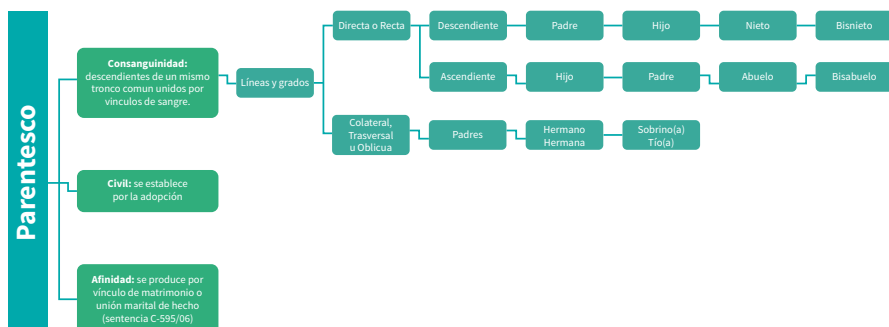 Parentesco
Consanguinidad:
descendientes de un mismo
tronco comun unidos por
vinculos de sangre.
Líneas y grados
Directa o Recta
Descendiente
Padre
Hijo
Nieto
Bisnieto
Ascendiente
Hijo
Padre
Abuelo
Bisabuelo
Colateral,
Trasversal
u Oblicua
Padres
Hermano
Hermana
Sobrino(a)
Tío(a)
Civil: se establece
por la adopción
Afinidad: se produce por
vínculo de matrimonio o
unión marital de hecho
(sentencia C-595/06)